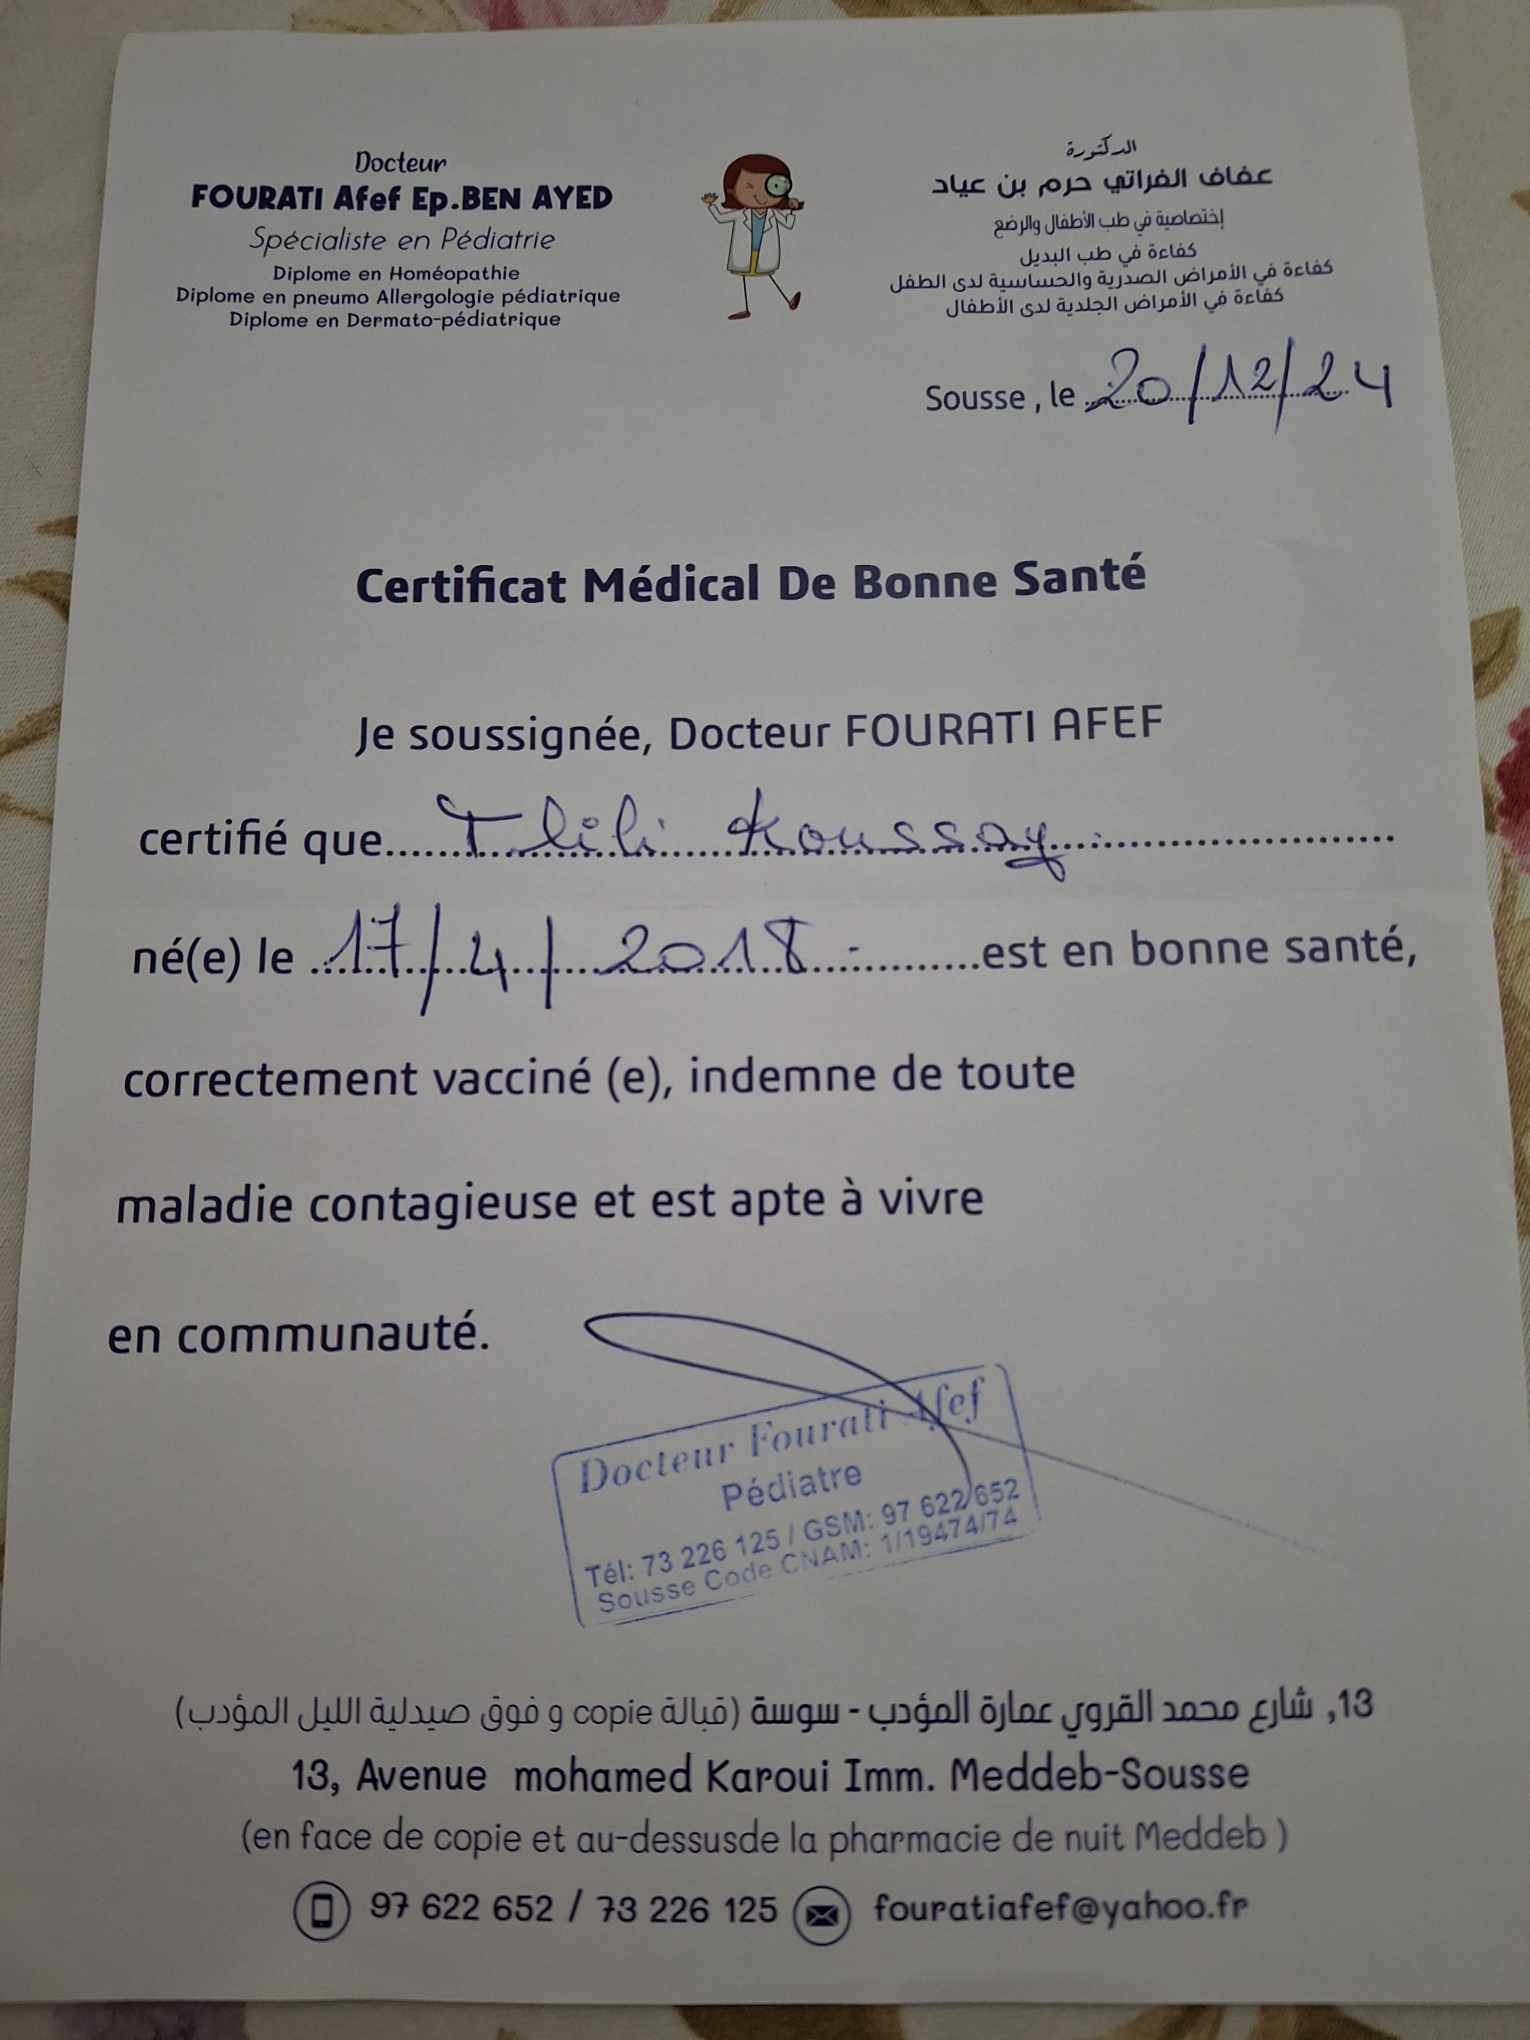 Docteur
FOURATI Afef Ep.BEN AYED
Spécialiste en Pédiatrie
Diplome en Homéopathie
Diplome en pneumo Allergologie pédiatrique
Diplome en Dermato-pédiatrique
الدكتورة
عفاف الفراتي حرم بن عياد
إختصاصية في طب الأطفال والرضع
كفاءة في طب البديل
كفاءة في الأمراض الصدرية والحساسية لدى الطفل
كفاءة في الأمراض الجلدية لدى الأطفال
Sousse , le 20/12/24
Certificat Médical De Bonne Santé
Je soussignée, Docteur FOURATI AFEF
certifié que Tlili Koussay
né(e) le 17/4/2018 - est en bonne santé,
correctement vacciné (e), indemne de toute
maladie contagieuse et est apte à vivre
en communauté.
Docteur Fourati Afef
Pédiatre
Tél: 73 226 125 / GSM: 97 622 652
Sousse Code CNAM: 1/19474/74
13, شارع محمد القروي عمارة المؤدب - سوسة (قبالة copie و فوق صيدلية الليل المؤدب)
13, Avenue mohamed Karoui Imm. Meddeb-Sousse
(en face de copie et au-dessusde la pharmacie de nuit Meddeb )
97 622 652 / 73 226 125 fouratiafef@yahoo.fr